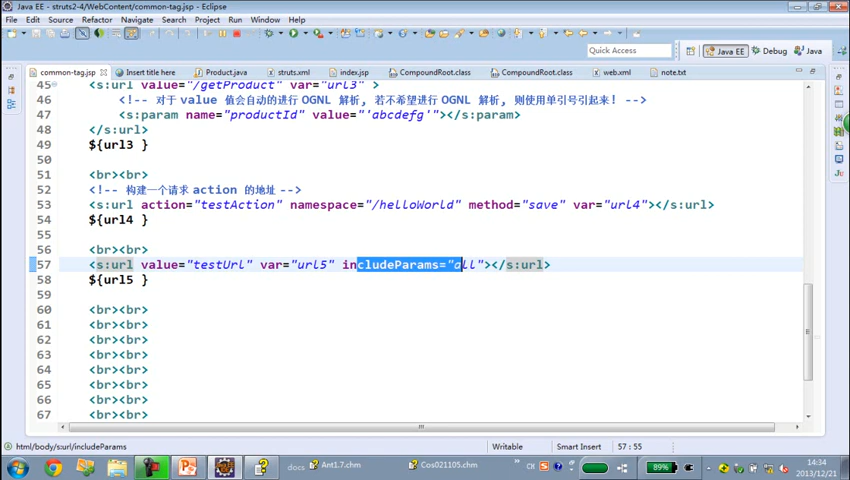 Java EE - struts2-4/WebContent/common-tag.jsp - Eclipse
File Edit Source Refactor Navigate Search Project Run Window Help
Quick Access Java EE Debug Java
common-tag.jsp Insert title here Product.java struts.xml index.jsp CompoundRoot.class CompoundRoot.class web.xml note.txt
45 <s:url value="/getProduct" var="url3" >
46 <!-- 对于 value 值会自动的进行 OGNL 解析, 若不希望进行 OGNL 解析, 则使用单引号引起来! -->
47 <s:param name="productId" value="'abcdefg'"></s:param>
48 </s:url>
49 ${url3 }
50
51 <br><br>
52 <!-- 构建一个请求 action 的地址 -->
53 <s:url action="testAction" namespace="/helloWorld" method="save" var="url4"></s:url>
54 ${url4 }
55
56 <br><br>
57 <s:url value="testUrl" var="url5" includeParams="all"></s:url>
58 ${url5 }
59
60 <br><br>
61 <br><br>
62 <br><br>
63 <br><br>
64 <br><br>
65 <br><br>
66 <br><br>
67 <br><br>
html/body/s:url/includeParams Writable Smart Insert 57 : 55
docs Ant1.7.chm Cos021105.chm CH 89% 14:34
2013/12/21